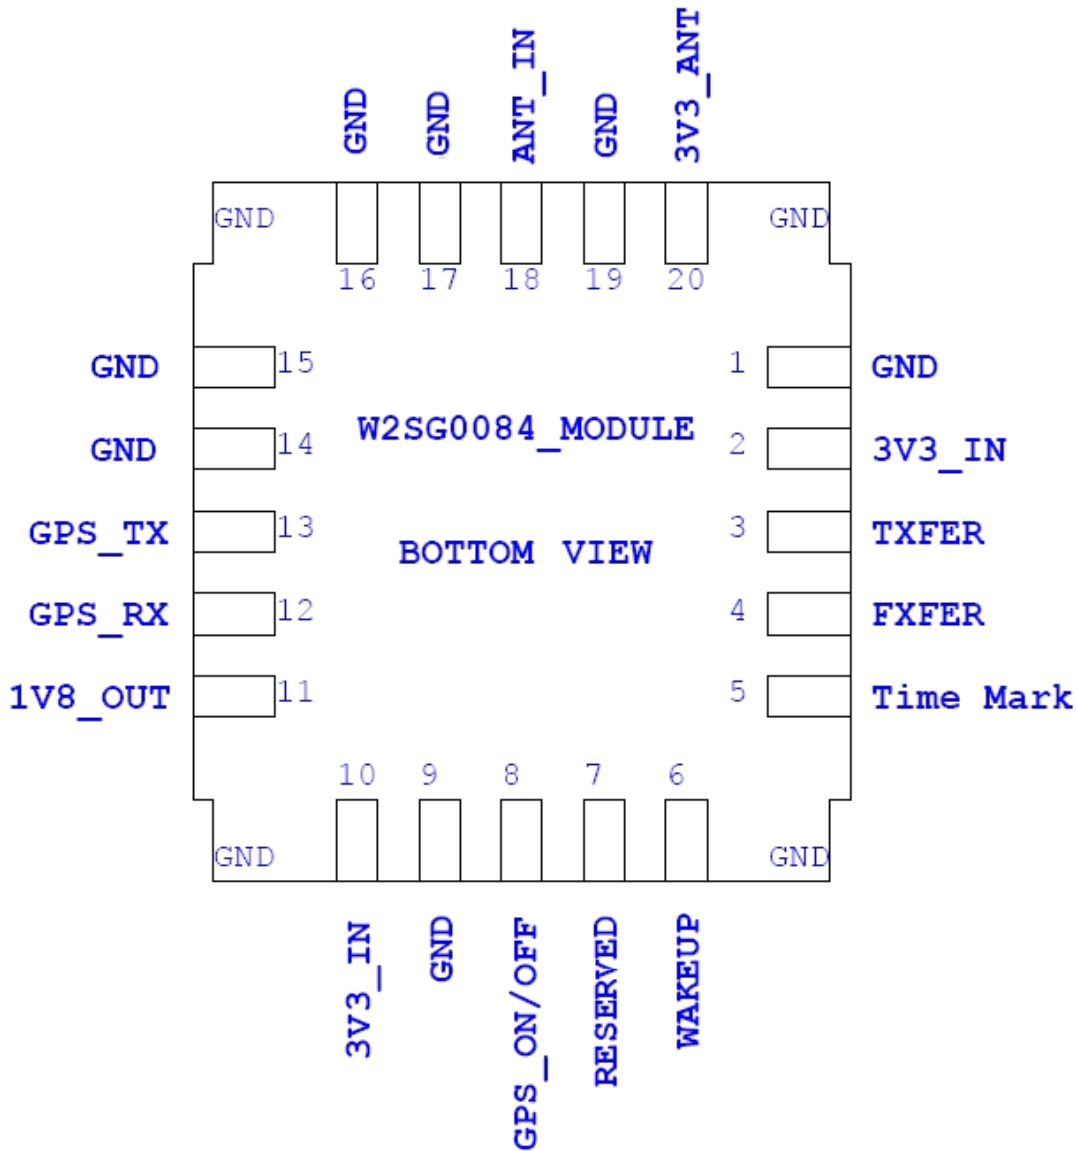 GND
GND
ANT_IN
GND
3V3_ANT
GND
GND
16
17
18
19
20
GND
15
1
GND
GND
14
W2SG0084_MODULE
2
3V3_IN
GPS_TX
13
BOTTOM VIEW
3
TXFER
GPS_RX
12
4
FXFER
1V8_OUT
11
5
Time Mark
10
9
8
7
6
GND
GND
3V3_IN
GND
GPS_ON/OFF
RESERVED
WAKEUP